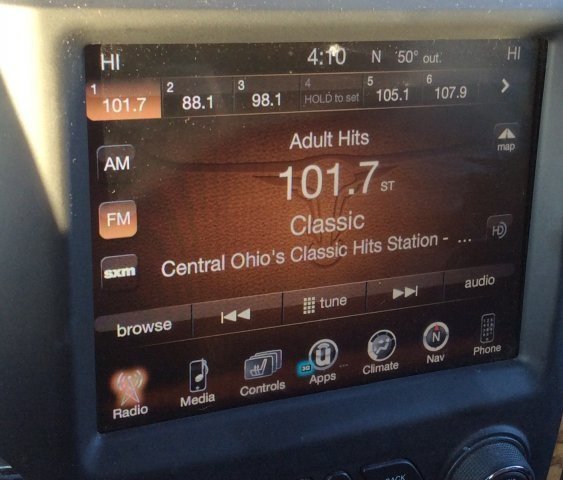 HI 4:10 N 50° out. HI
1 101.7 2 88.1 3 98.1 4 HOLD to set 5 105.1 6 107.9
Adult Hits
map
AM
101.7 ST
FM
Classic
HD
Central Ohio's Classic Hits Station - ...
sxm
browse tune audio
Radio Media Controls 3G Apps ... Climate N Nav Phone
BACK